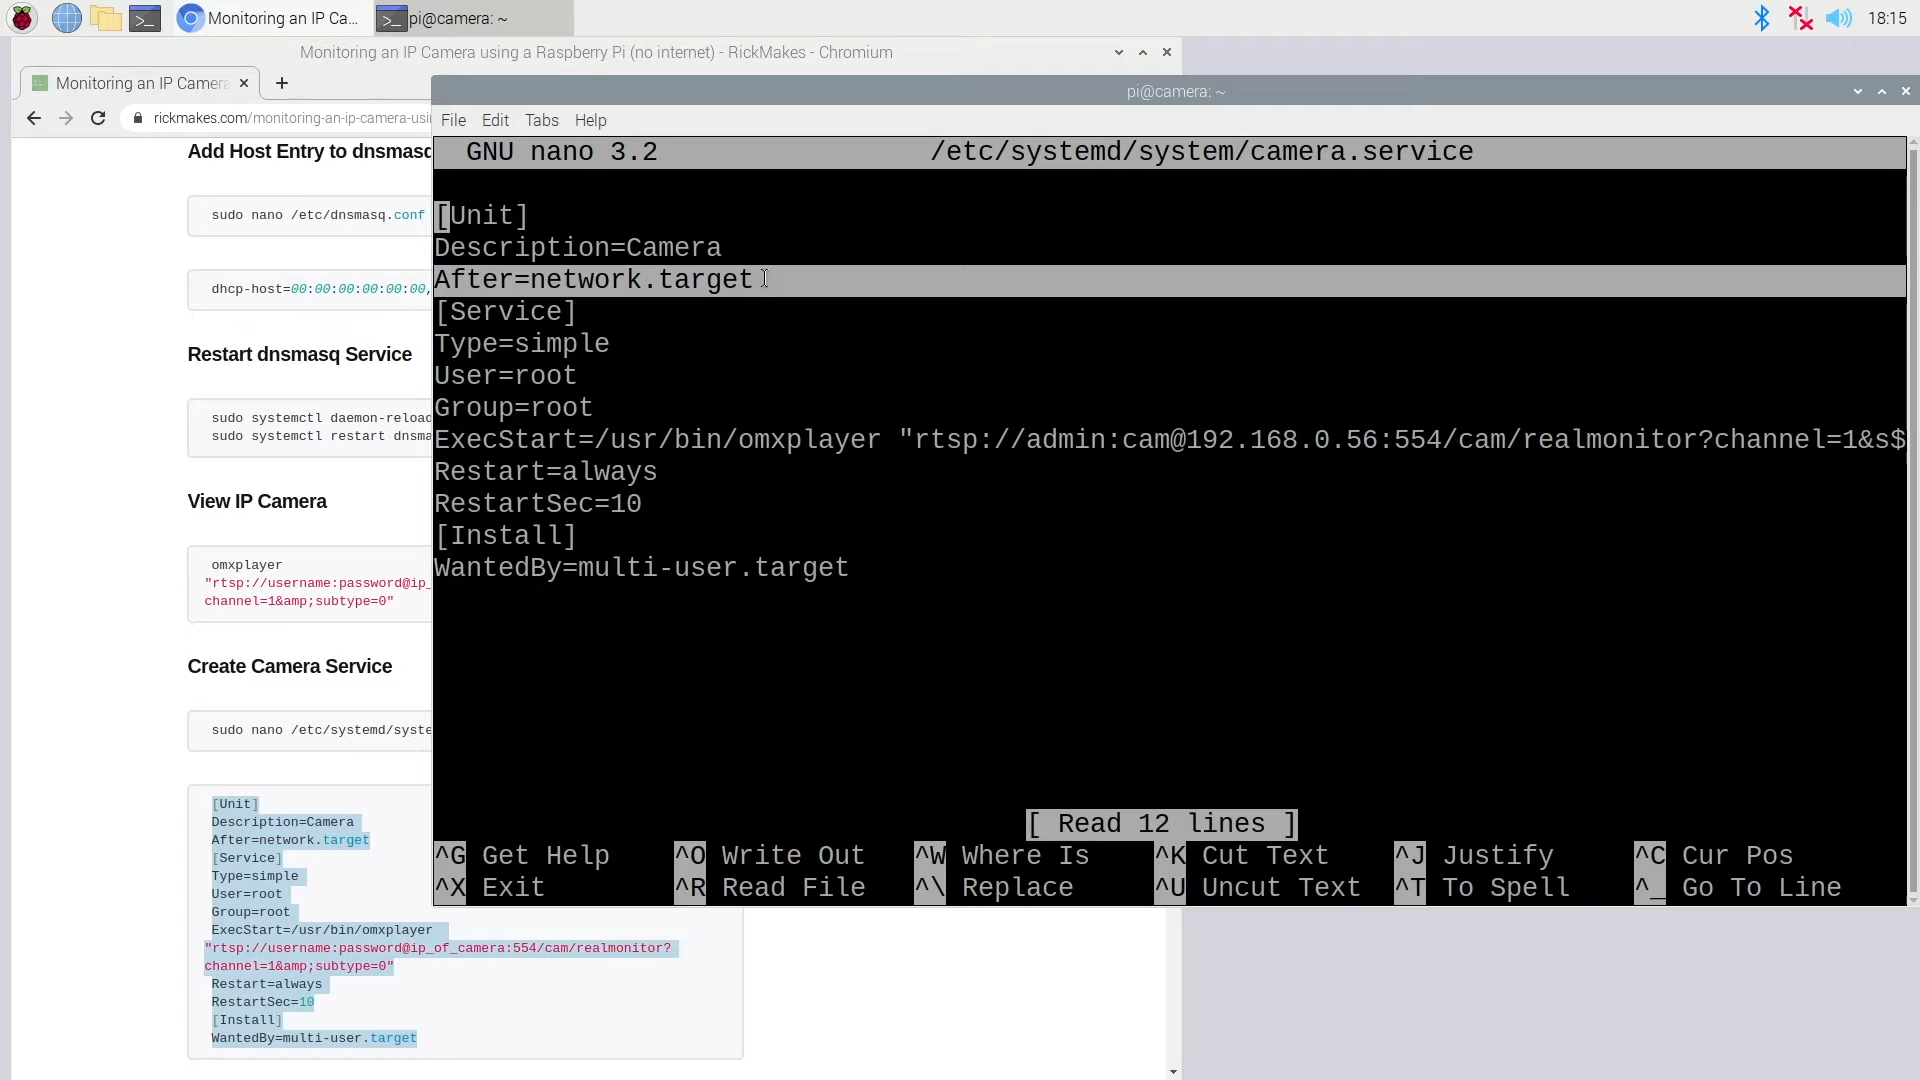 Monitoring an IP Ca...
pi@camera: ~
18:15
Monitoring an IP Camera using a Raspberry Pi (no internet) - RickMakes - Chromium
Monitoring an IP Camera
rickmakes.com/monitoring-an-ip-camera-usi
Add Host Entry to dnsmasq
sudo nano /etc/dnsmasq.conf
dhcp-host=00:00:00:00:00:00,
Restart dnsmasq Service
sudo systemctl daemon-reload
sudo systemctl restart dnsma
View IP Camera
omxplayer
"rtsp://username:password@ip_
channel=1&amp;subtype=0"
Create Camera Service
sudo nano /etc/systemd/syste
[Unit]
Description=Camera
After=network.target
[Service]
Type=simple
User=root
Group=root
ExecStart=/usr/bin/omxplayer
"rtsp://username:password@ip_of_camera:554/cam/realmonitor?
channel=1&amp;subtype=0"
Restart=always
RestartSec=10
[Install]
WantedBy=multi-user.target
pi@camera: ~
File Edit Tabs Help
GNU nano 3.2 /etc/systemd/system/camera.service
[Unit]
Description=Camera
After=network.target
[Service]
Type=simple
User=root
Group=root
ExecStart=/usr/bin/omxplayer "rtsp://admin:cam@192.168.0.56:554/cam/realmonitor?channel=1&s$
Restart=always
RestartSec=10
[Install]
WantedBy=multi-user.target
[ Read 12 lines ]
^G Get Help ^O Write Out ^W Where Is ^K Cut Text ^J Justify ^C Cur Pos
^X Exit ^R Read File ^\ Replace ^U Uncut Text ^T To Spell ^_ Go To Line